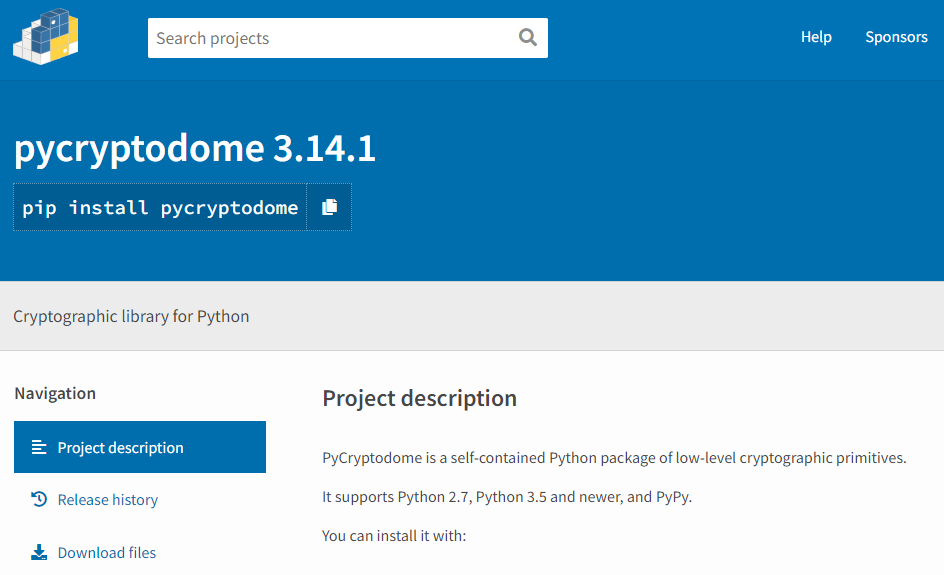 Search projects
Help
Sponsors
pycryptodome 3.14.1
pip install pycryptodome
Cryptographic library for Python
Navigation
Project description
Release history
Download files
Project description
PyCryptodome is a self-contained Python package of low-level cryptographic primitives.
It supports Python 2.7, Python 3.5 and newer, and PyPy.
You can install it with: